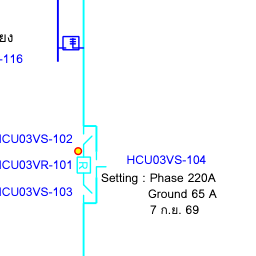 ยง
-116
HCU03VS-102
HCU03VR-101
HCU03VS-103
R
HCU03VS-104
Setting : Phase 220A
Ground 65 A
7 ก.ย. 69